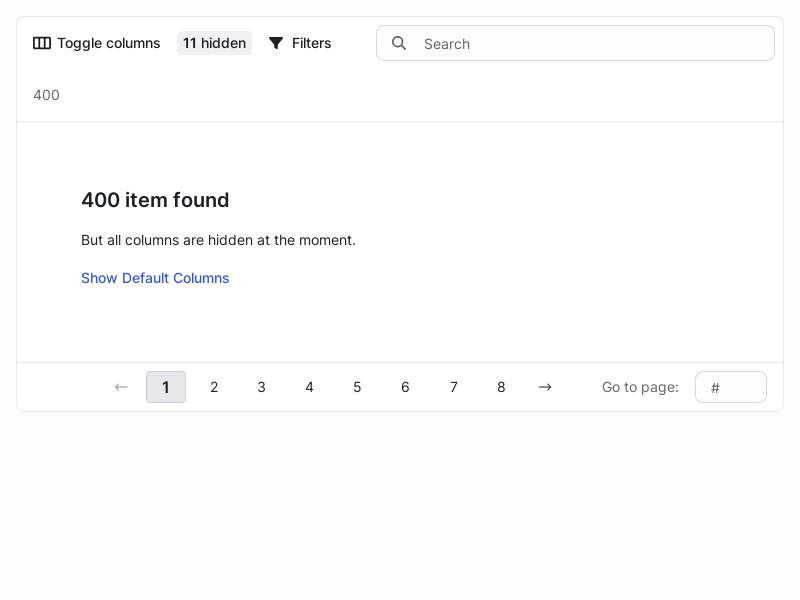 Toggle columns 11 hidden Filters Search
400
400 item found
But all columns are hidden at the moment.
Show Default Columns
← 1 2 3 4 5 6 7 8 → Go to page: #